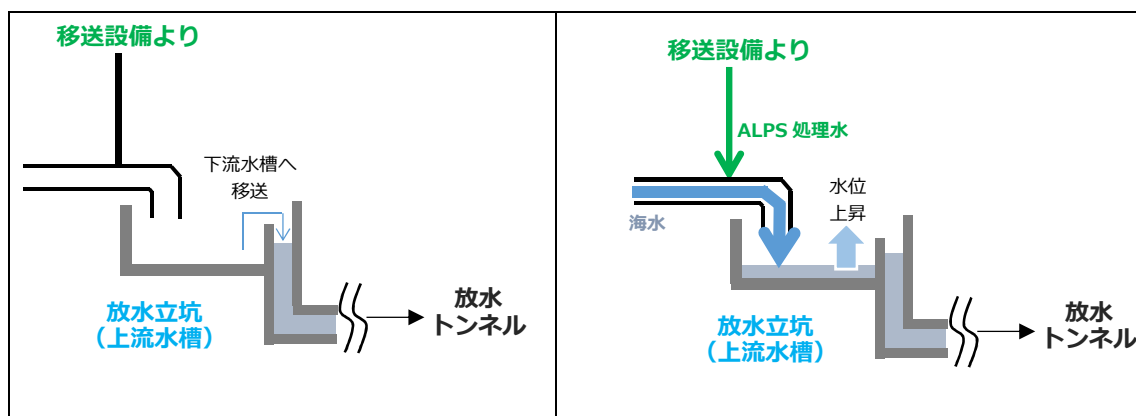 移送設備より
下流水槽へ
移送
放水立坑
（上流水槽）
放水
トンネル
移送設備より
ALPS 処理水
海水
水位
上昇
放水立坑
（上流水槽）
放水
トンネル